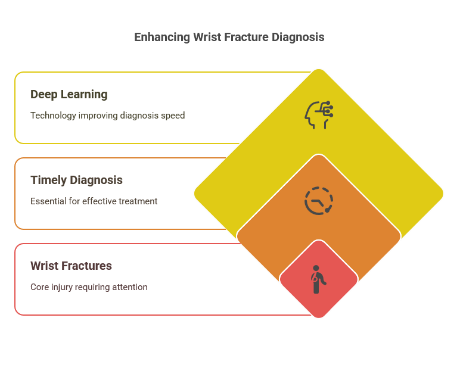 Enhancing Wrist Fracture Diagnosis
Deep Learning
Technology improving diagnosis speed
Timely Diagnosis
Essential for effective treatment
Wrist Fractures
Core injury requiring attention